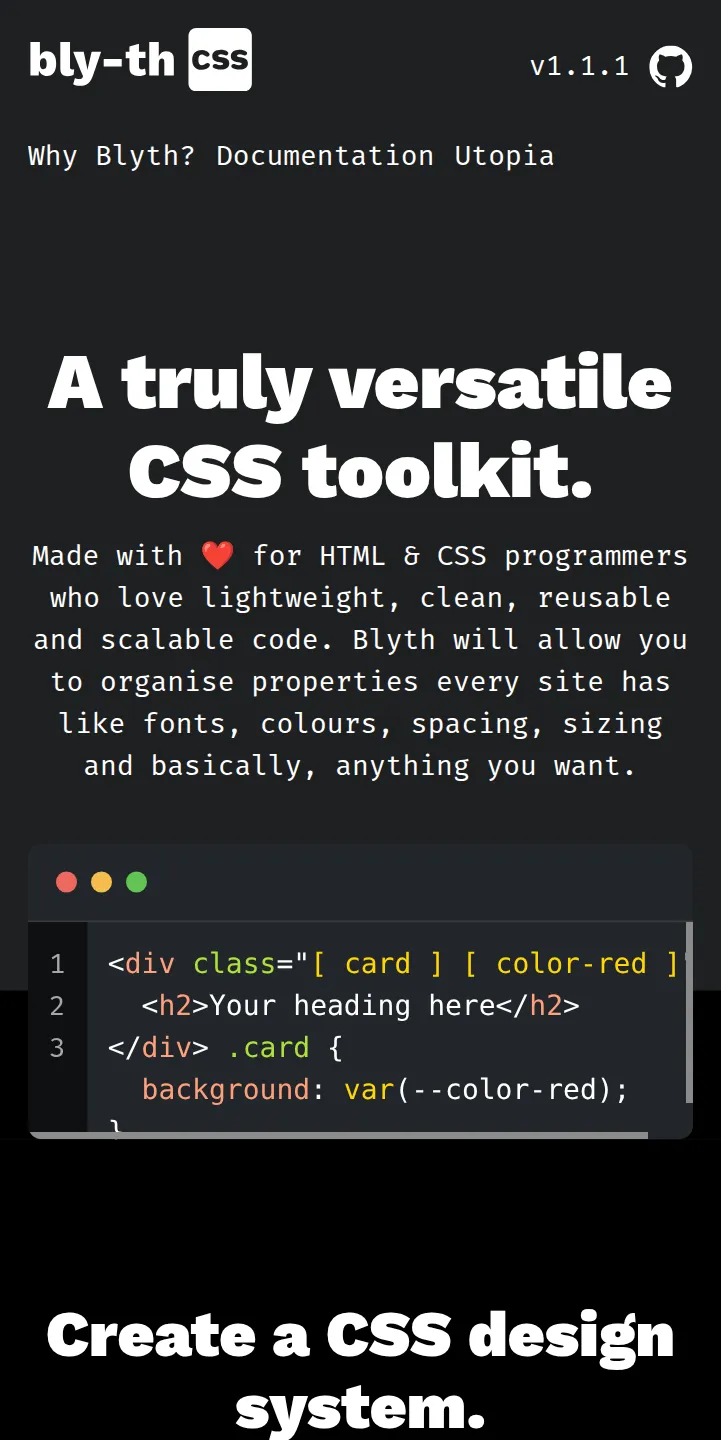 bly-th css
v1.1.1
Why Blyth? Documentation Utopia
A truly versatile
CSS toolkit.
Made with ❤️ for HTML & CSS programmers
who love lightweight, clean, reusable
and scalable code. Blyth will allow you
to organise properties every site has
like fonts, colours, spacing, sizing
and basically, anything you want.
1 <div class="[ card ] [ color-red ]"
2 <h2>Your heading here</h2>
3 </div> .card {
background: var(--color-red);
}
Create a CSS design
system.